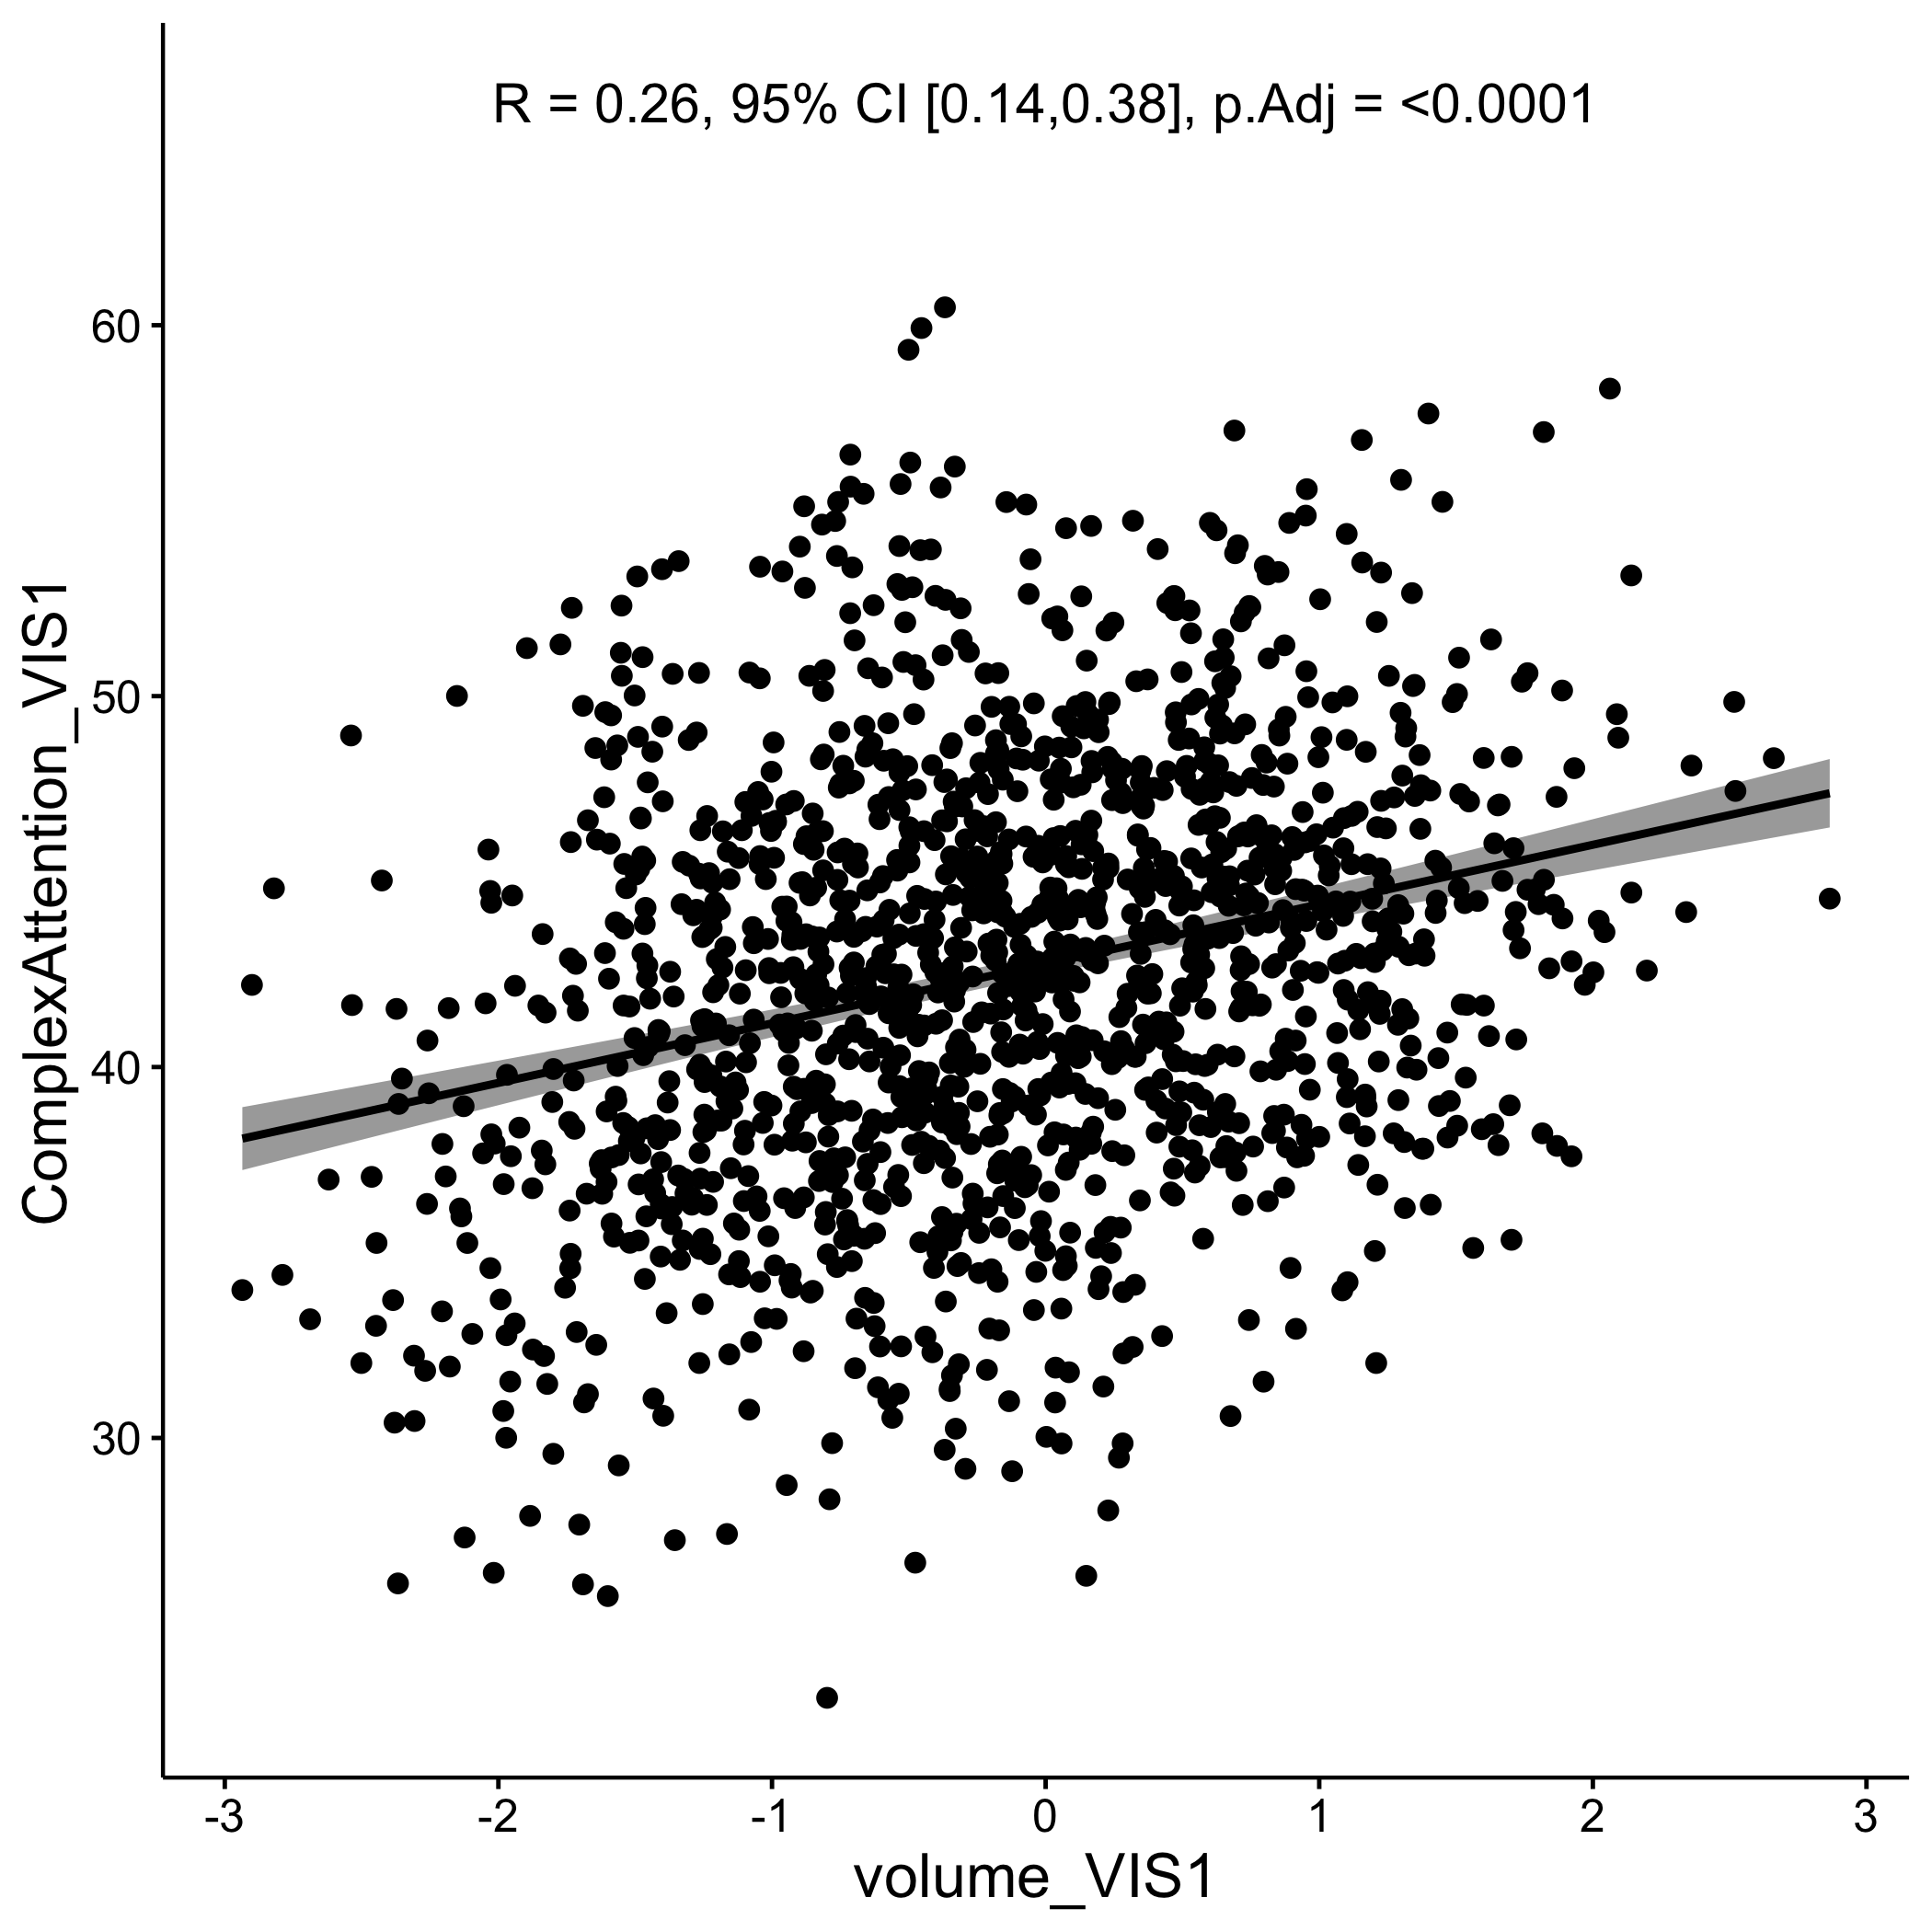 R = 0.26, 95% CI [0.14,0.38], p.Adj = <0.0001
ComplexAttention_VIS1
60
50
40
30
-3 -2 -1 0 1 2 3
volume_VIS1